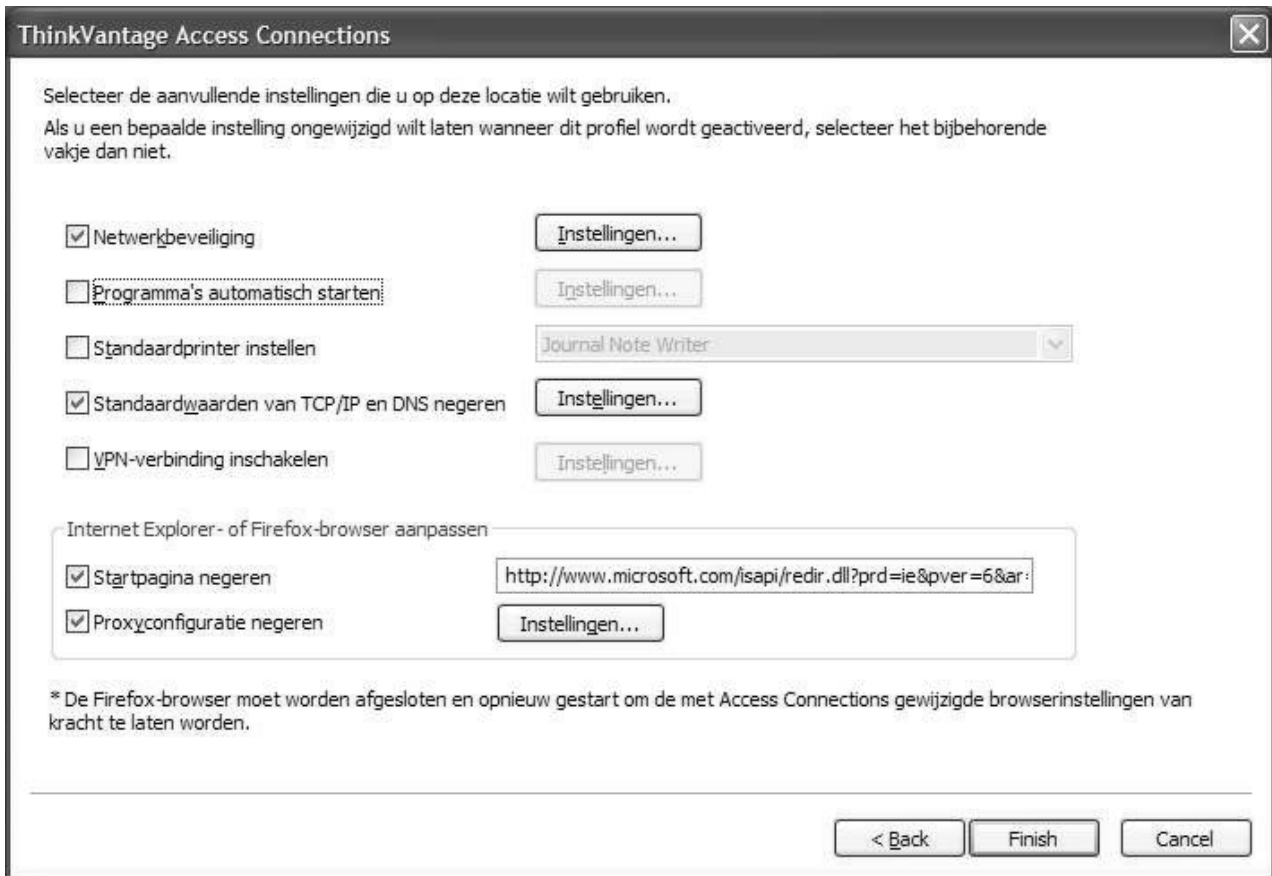 ThinkVantage Access Connections
Selecteer de aanvullende instellingen die u op deze locatie wilt gebruiken.
Als u een bepaalde instelling ongewijzigd wilt laten wanneer dit profiel wordt geactiveerd, selecteer het bijbehorende
vakje dan niet.
Netwerkbeveiliging
Instellingen...
Programma's automatisch starten
Instellingen...
Standaardprinter instellen
Journal Note Writer
Standaardwaarden van TCP/IP en DNS negeren
Instellingen...
VPN-verbinding inschakelen
Instellingen...
Internet Explorer- of Firefox-browser aanpassen
Startpagina negeren
http://www.microsoft.com/isapi/redir.dll?prd=ie&pver=6&ar=
Proxyconfiguratie negeren
Instellingen...
* De Firefox-browser moet worden afgesloten en opnieuw gestart om de met Access Connections gewijzigde browserinstellingen van
kracht te laten worden.
< Back
Finish
Cancel